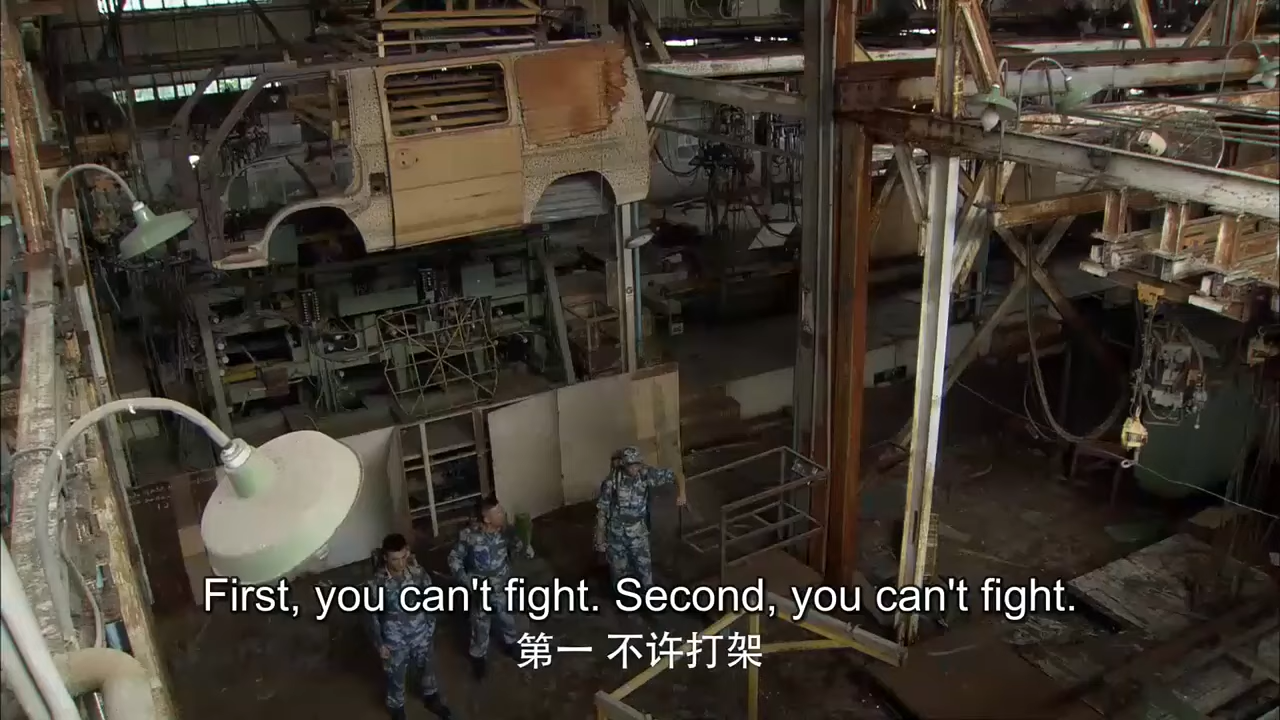 First, you can't fight. Second, you can't fight.
第一 不许打架